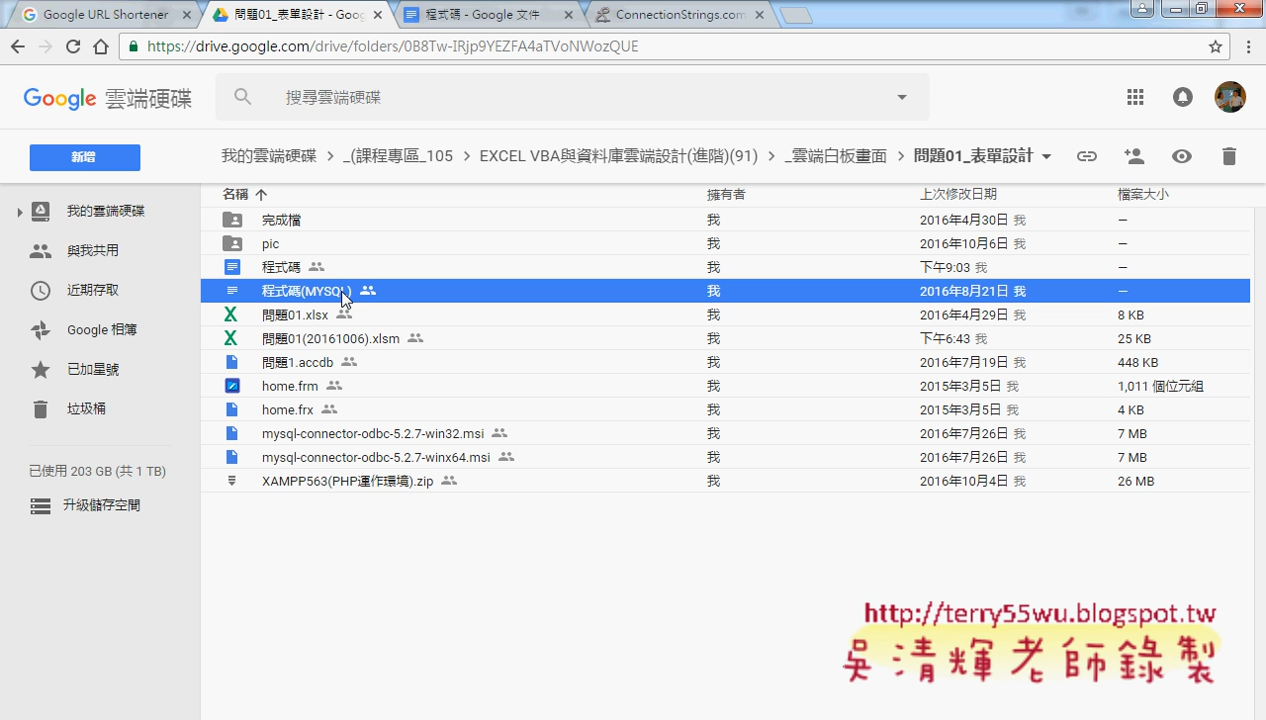 Google URL Shortener
問題01_表單設計 - Goog
程式碼 - Google 文件
ConnectionStrings.com
https://drive.google.com/drive/folders/0B8Tw-IRjp9YEZFA4aTVoNWozQUE
Google 雲端硬碟
搜尋雲端硬碟
新增
我的雲端硬碟 > _(課程專區_105 > EXCEL VBA與資料庫雲端設計(進階)(91) > _雲端白板畫面 > 問題01_表單設計
名稱 擁有者 上次修改日期 檔案大小
我的雲端硬碟
與我共用
近期存取
Google 相簿
已加星號
垃圾桶
已使用 203 GB (共 1 TB)
升級儲存空間
完成檔 我 2016年4月30日 我 —
pic 我 2016年10月6日 我 —
程式碼 我 下午9:03 我 —
程式碼(MYSQL) 我 2016年8月21日 我 —
問題01.xlsx 我 2016年4月29日 我 8 KB
問題01(20161006).xlsm 我 下午6:43 我 25 KB
問題1.accdb 我 2016年7月19日 我 448 KB
home.frm 我 2015年3月5日 我 1,011 個位元組
home.frx 我 2015年3月5日 我 4 KB
mysql-connector-odbc-5.2.7-win32.msi 我 2016年7月26日 我 7 MB
mysql-connector-odbc-5.2.7-winx64.msi 我 2016年7月26日 我 7 MB
XAMPP563(PHP運作環境).zip 我 2016年10月4日 我 26 MB
http://terry55wu.blogspot.tw
吳清輝老師錄製